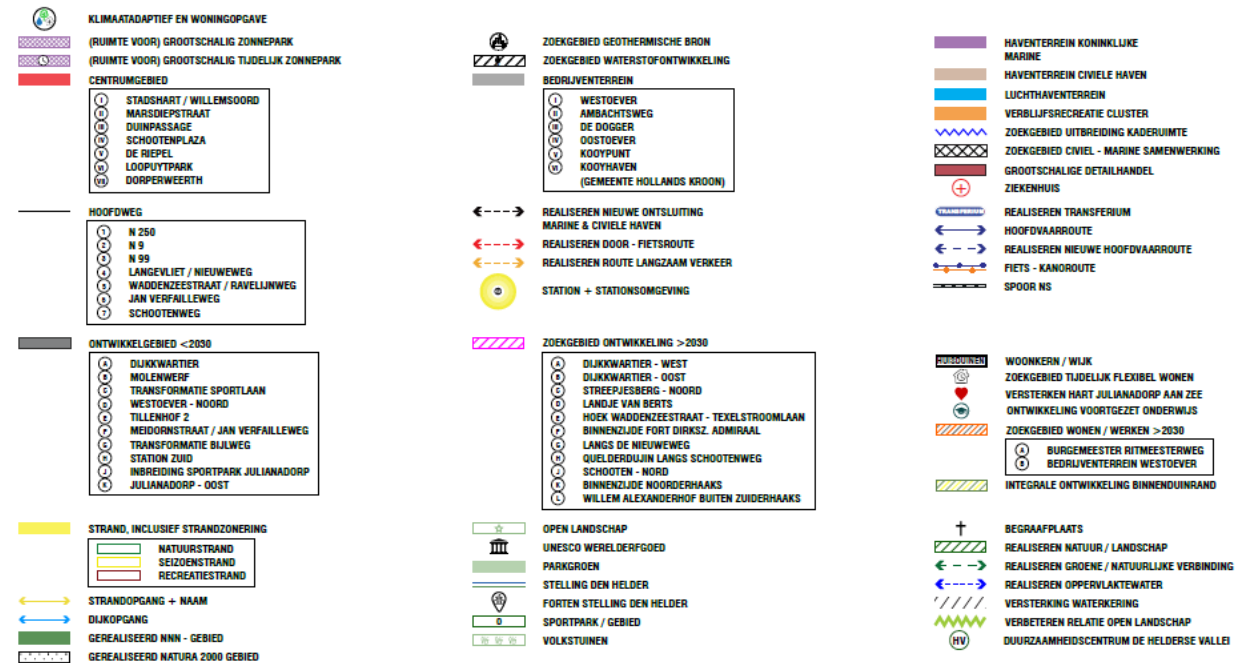 KLIMAATADAPTIEF EN WONINGOPGAVE
(RUIMTE VOOR) GROOTSCHALIG ZONNEPARK
(RUIMTE VOOR) GROOTSCHALIG TIJDELIJK ZONNEPARK
CENTRUMGEBIED
I STADSHART / WILLEMSOORD
II MARSDIEPSTRAAT
III DUINPASSAGE
IV SCHOOTENPLAZA
V DE RIEPEL
VI LOOPUYTPARK
VII DORPERWEERTH
HOOFDWEG
1 N 250
2 N 9
3 N 99
4 LANGEVLIET / NIEUWEWEG
5 WADDENZEESTRAAT / RAVELIJNWEG
6 JAN VERFAILLEWEG
7 SCHOOTENWEG
ONTWIKKELGEBIED <2030
A DIJKKWARTIER
B MOLENWERF
C TRANSFORMATIE SPORTLAAN
D WESTOEVER - NOORD
E TILLENHOF 2
F MEIDORNSTRAAT / JAN VERFAILLEWEG
G TRANSFORMATIE BIJLWEG
H STATION ZUID
J INBREIDING SPORTPARK JULIANADORP
K JULIANADORP - OOST
STRAND, INCLUSIEF STRANDZONERING
NATUURSTRAND
SEIZOENSTRAND
RECREATIESTRAND
STRANDOPGANG + NAAM
DIJKOPGANG
GEREALISEERD NNN - GEBIED
GEREALISEERD NATURA 2000 GEBIED
ZOEKGEBIED GEOTHERMISCHE BRON
ZOEKGEBIED WATERSTOFONTWIKKELING
BEDRIJVENTERREIN
I WESTOEVER
II AMBACHTSWEG
III DE DOGGER
IV OOSTOEVER
V KOOYPUNT
VI KOOYHAVEN
(GEMEENTE HOLLANDS KROON)
REALISEREN NIEUWE ONTSLUITING
MARINE & CIVIELE HAVEN
REALISEREN DOOR - FIETSROUTE
REALISEREN ROUTE LANGZAAM VERKEER
STATION + STATIONSOMGEVING
ZOEKGEBIED ONTWIKKELING >2030
A DIJKKWARTIER - WEST
B DIJKKWARTIER - OOST
C STREEPJESBERG - NOORD
D LANDJE VAN BERTS
E HOEK WADDENZEESTRAAT - TEXELSTROOMLAAN
F BINNENZIJDE FORT DIRKSZ. ADMIRAAL
G LANGS DE NIEUWEWEG
H QUELDERDUIJN LANGS SCHOOTENWEG
J SCHOOTEN - NORD
K BINNENZIJDE NOORDERHAAKS
L WILLEM ALEXANDERHOF BUITEN ZUIDERHAAKS
OPEN LANDSCHAP
UNESCO WERELDERFGOED
PARKGROEN
STELLING DEN HELDER
FORTEN STELLING DEN HELDER
SPORTPARK / GEBIED
VOLKSTUINEN
HAVENTERREIN KONINKLIJKE
MARINE
HAVENTERREIN CIVIELE HAVEN
LUCHTHAVENTERREIN
VERBLIJFSRECREATIE CLUSTER
ZOEKGEBIED UITBREIDING KADERUIMTE
ZOEKGEBIED CIVIEL - MARINE SAMENWERKING
GROOTSCHALIGE DETAILHANDEL
ZIEKENHUIS
TRANSFERIUM REALISEREN TRANSFERIUM
HOOFDVAARROUTE
REALISEREN NIEUWE HOOFDVAARROUTE
FIETS - KANOROUTE
SPOOR NS
HUISDUINEN WOONKERN / WIJK
ZOEKGEBIED TIJDELIJK FLEXIBEL WONEN
VERSTERKEN HART JULIANADORP AAN ZEE
ONTWIKKELING VOORTGEZET ONDERWIJS
ZOEKGEBIED WONEN / WERKEN >2030
A BURGEMEESTER RITMEESTERWEG
B BEDRIJVENTERREIN WESTOEVER
INTEGRALE ONTWIKKELING BINNENDUINRAND
BEGRAAFPLAATS
REALISEREN NATUUR / LANDSCHAP
REALISEREN GROENE / NATUURLIJKE VERBINDING
REALISEREN OPPERVLAKTEWATER
VERSTERKING WATERKERING
VERBETEREN RELATIE OPEN LANDSCHAP
HV DUURZAAMHEIDSCENTRUM DE HELDERSE VALLEI